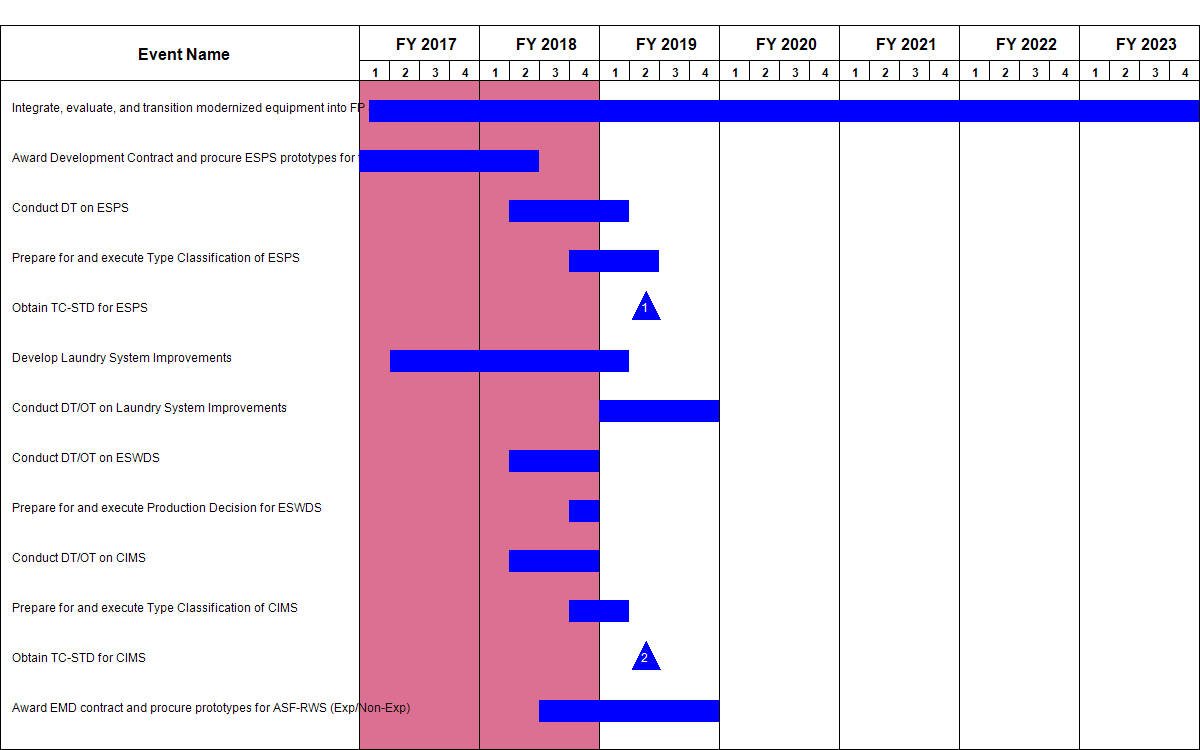 Event Name FY 2017 FY 2018 FY 2019 FY 2020 FY 2021 FY 2022 FY 2023
1 2 3 4 1 2 3 4 1 2 3 4 1 2 3 4 1 2 3 4 1 2 3 4 1 2 3 4
Integrate, evaluate, and transition modernized equipment into FP
Award Development Contract and procure ESPS prototypes for
Conduct DT on ESPS
Prepare for and execute Type Classification of ESPS
Obtain TC-STD for ESPS 1
Develop Laundry System Improvements
Conduct DT/OT on Laundry System Improvements
Conduct DT/OT on ESWDS
Prepare for and execute Production Decision for ESWDS
Conduct DT/OT on CIMS
Prepare for and execute Type Classification of CIMS
Obtain TC-STD for CIMS 2
Award EMD contract and procure prototypes for ASF-RWS (Exp/Non-Exp)